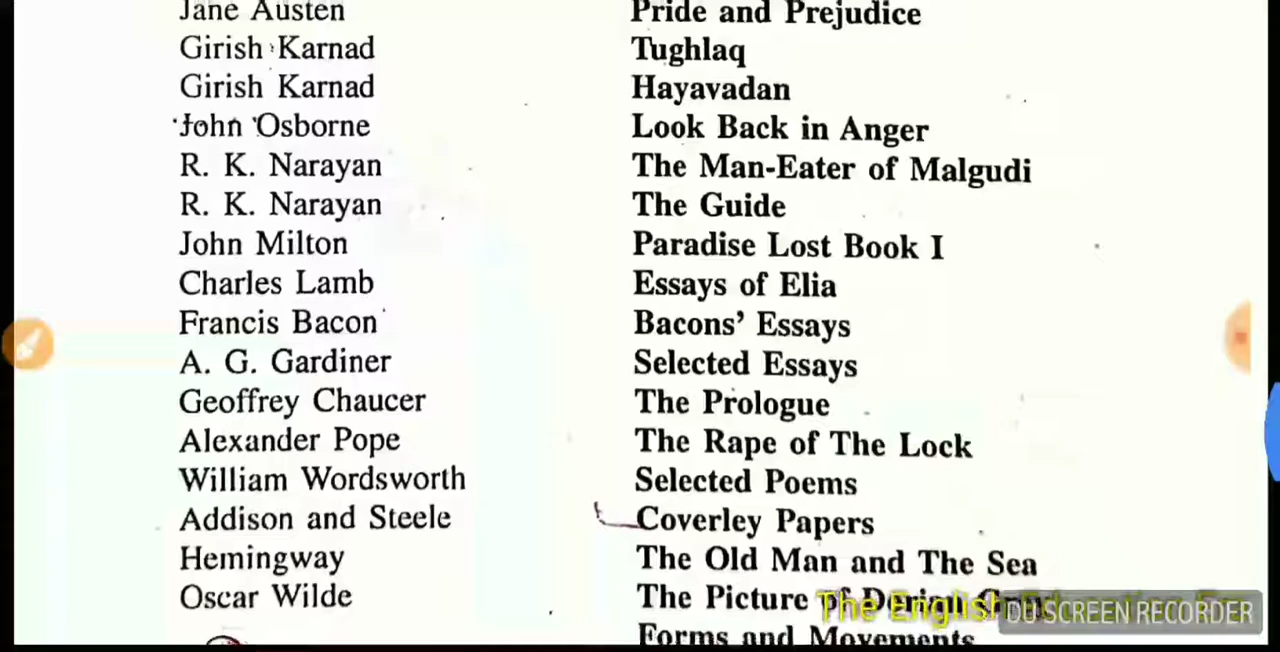 Jane Austen Pride and Prejudice
Girish Karnad Tughlaq
Girish Karnad Hayavadan
John Osborne Look Back in Anger
R. K. Narayan The Man-Eater of Malgudi
R. K. Narayan The Guide
John Milton Paradise Lost Book I
Charles Lamb Essays of Elia
Francis Bacon Bacons' Essays
A. G. Gardiner Selected Essays
Geoffrey Chaucer The Prologue
Alexander Pope The Rape of The Lock
William Wordsworth Selected Poems
Addison and Steele Coverley Papers
Hemingway The Old Man and The Sea
Oscar Wilde The Picture of Dorian
The English
DU SCREEN RECORDER
Forms and Movements